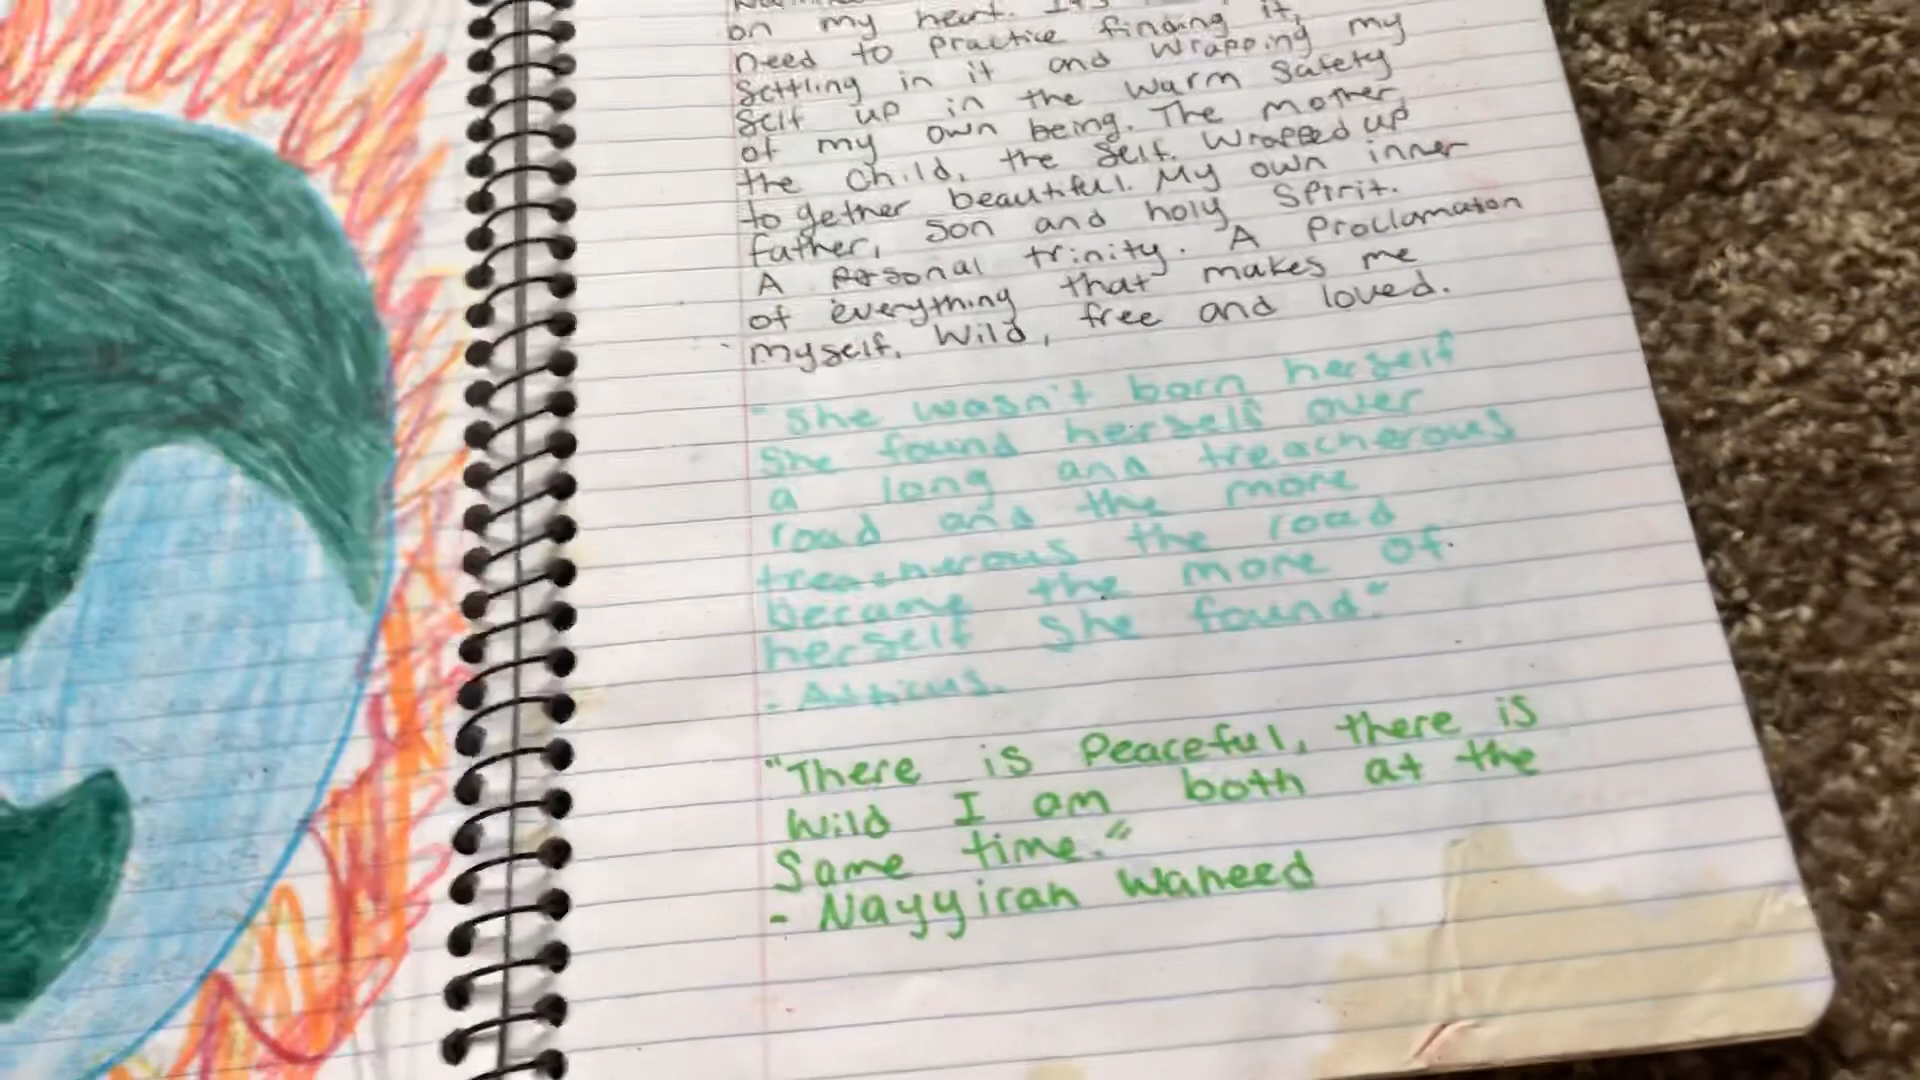 on my heart. It's
need to practice finding it,
settling in it and wrapping my
self up in the warm safety
of my own being. The mother,
the child, the self. Wrapped up
together beautiful. My own inner
father, son and holy spirit.
A personal trinity. A proclamation
of everything that makes me
myself. Wild, free and loved.
"She wasn't born herself
she found herself over
a long and treacherous
road and the more
treacherous the road
became the more of
herself she found."
- Atticus.
"There is peaceful, there is
wild I am both at the
same time."
- Nayyirah Waheed